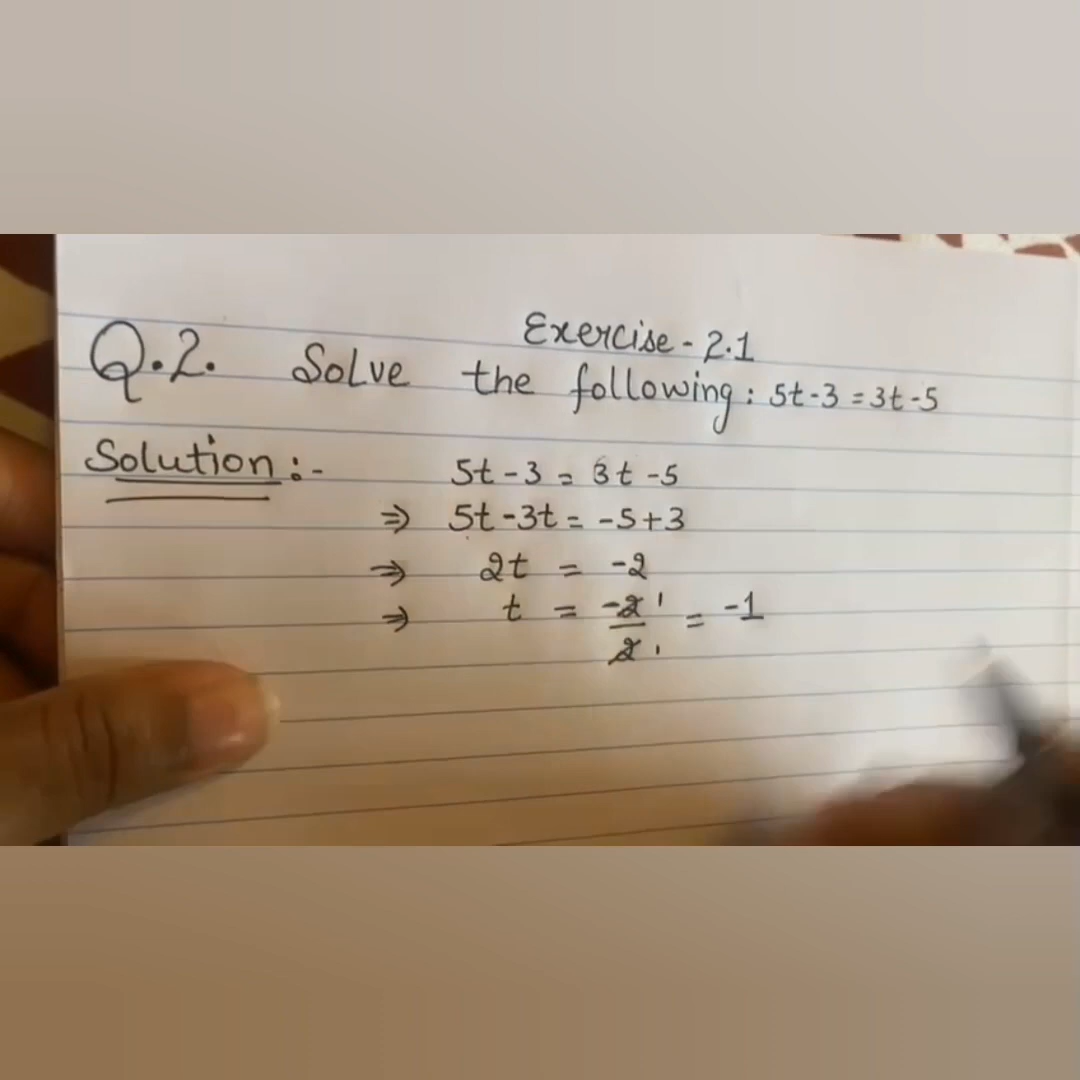 Exercise - 2.1
Q.2. Solve the following : 5t - 3 = 3t - 5
Solution :-
5t - 3 = 3t - 5
⇒ 5t - 3t = -5 + 3
⇒ 2t = -2
⇒ t = -2/2 = -1